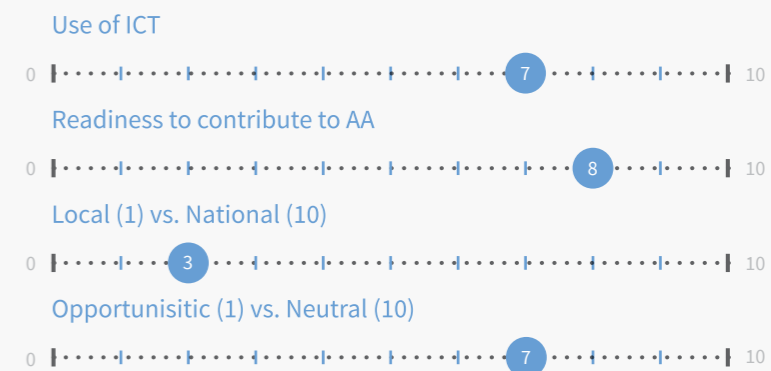 Use of ICT
0 7 10
Readiness to contribute to AA
0 8 10
Local (1) vs. National (10)
0 3 10
Opportunisitic (1) vs. Neutral (10)
0 7 10